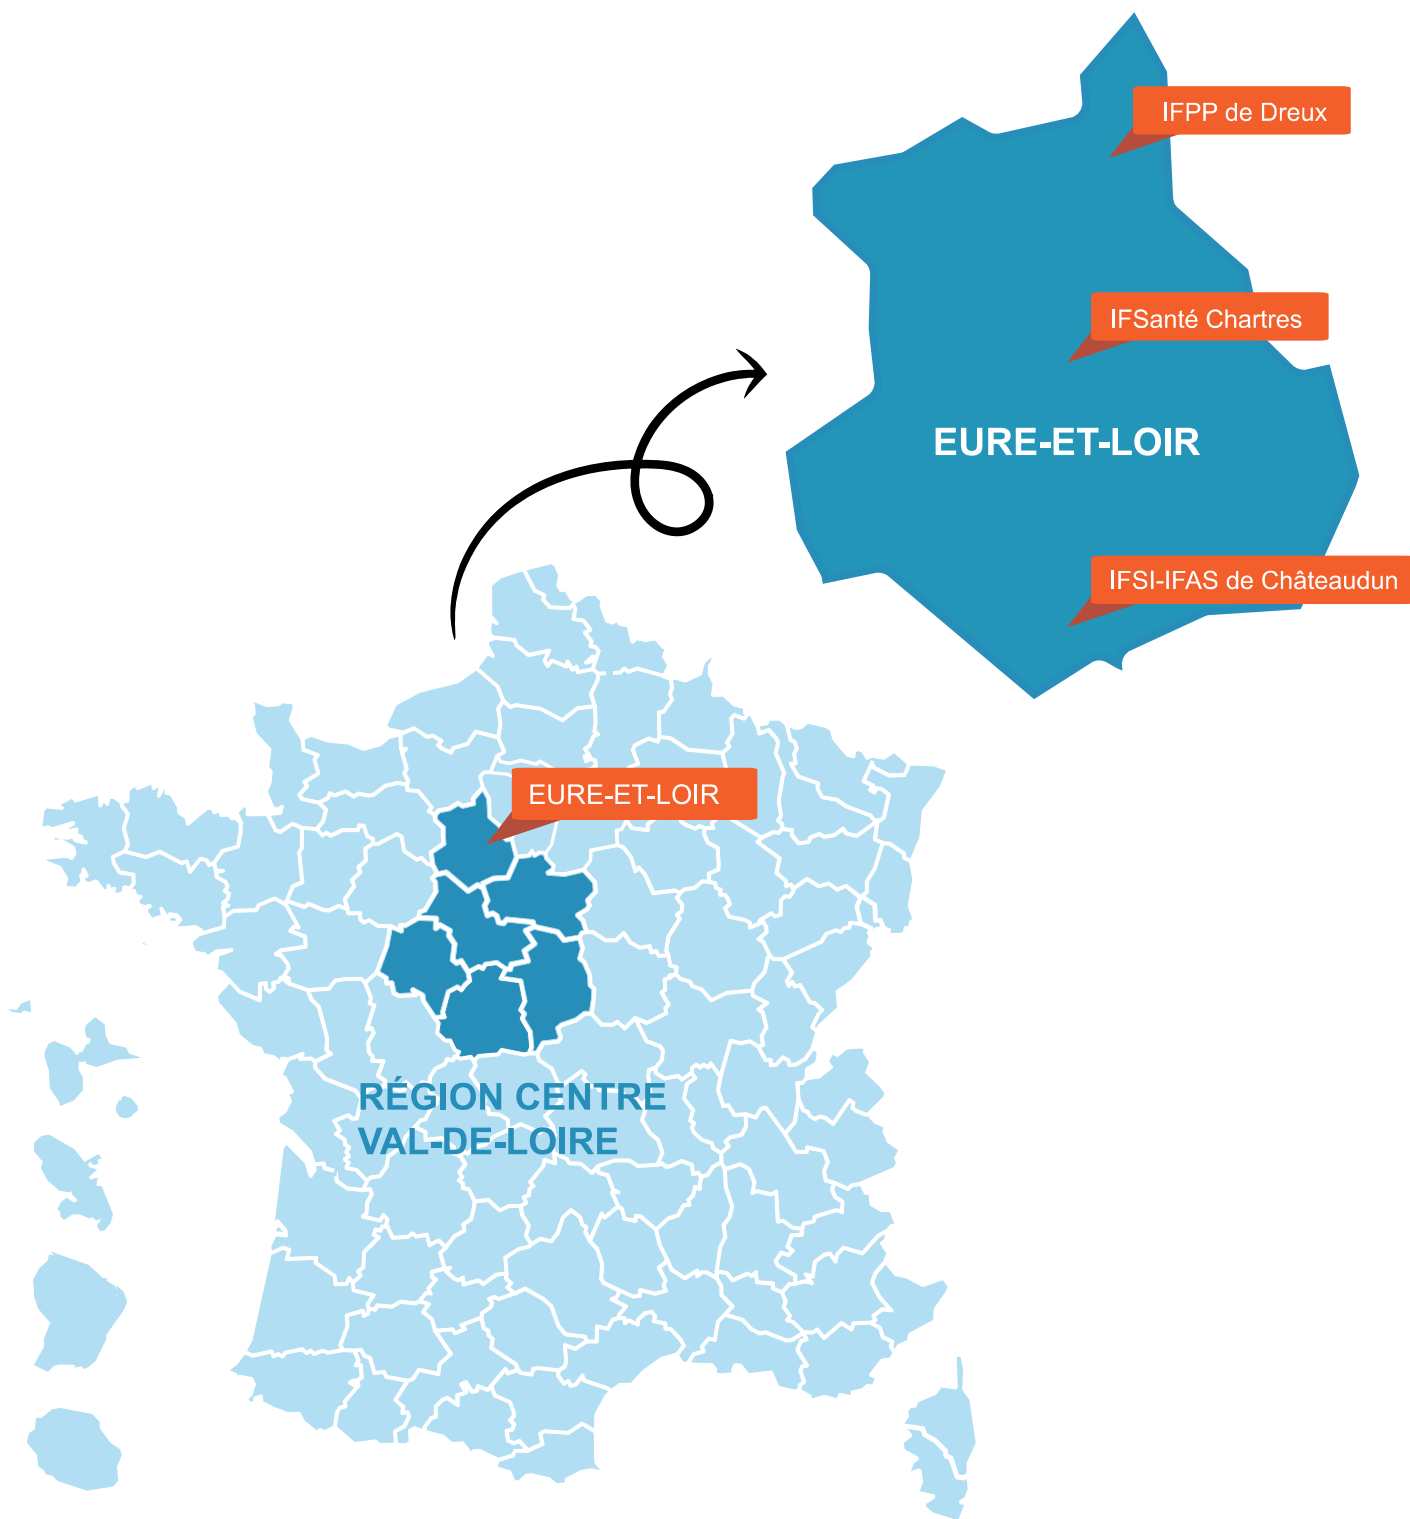 IFPP de Dreux
IFSanté Chartres
EURE-ET-LOIR
IFSI-IFAS de Châteaudun
EURE-ET-LOIR
RÉGION CENTRE
VAL-DE-LOIRE